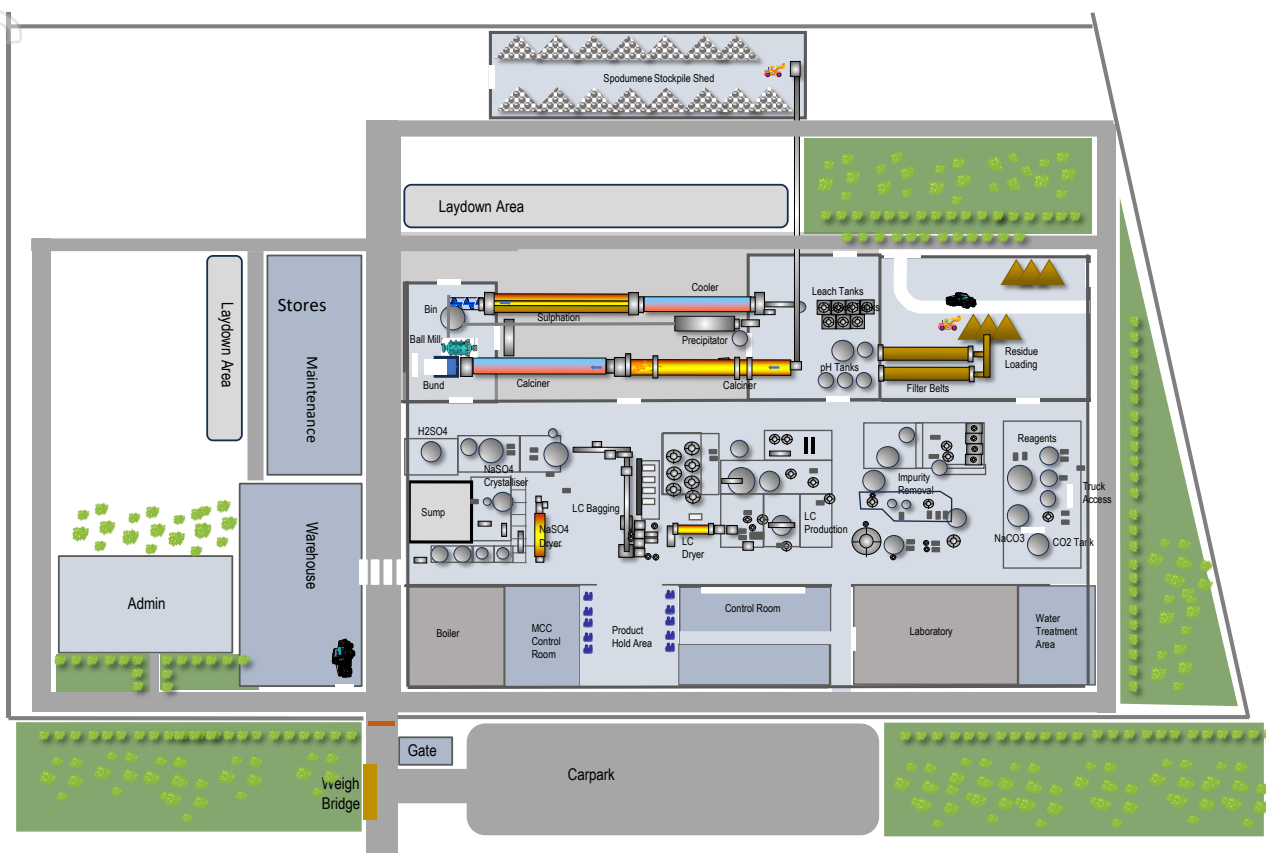 Spodumene Stockpile Shed
Laydown Area
Laydown Area
Stores
Maintenance
Warehouse
Admin
Bin
Ball Mill
Bund
Sulphation
Cooler
Precipitator
Calciner
Calciner
Leach Tanks
pH Tanks
Filter Belts
Residue
Loading
H2SO4
NaSO4
Crystalliser
Sump
NaSO4
Dryer
LC Bagging
LC
Dryer
LC
Production
Impurity
Removal
Reagents
Truck
Access
NaCO3
CO2 Tank
Boiler
MCC
Control
Room
Product
Hold Area
Control Room
Laboratory
Water
Treatment
Area
Gate
Carpark
Weigh
Bridge